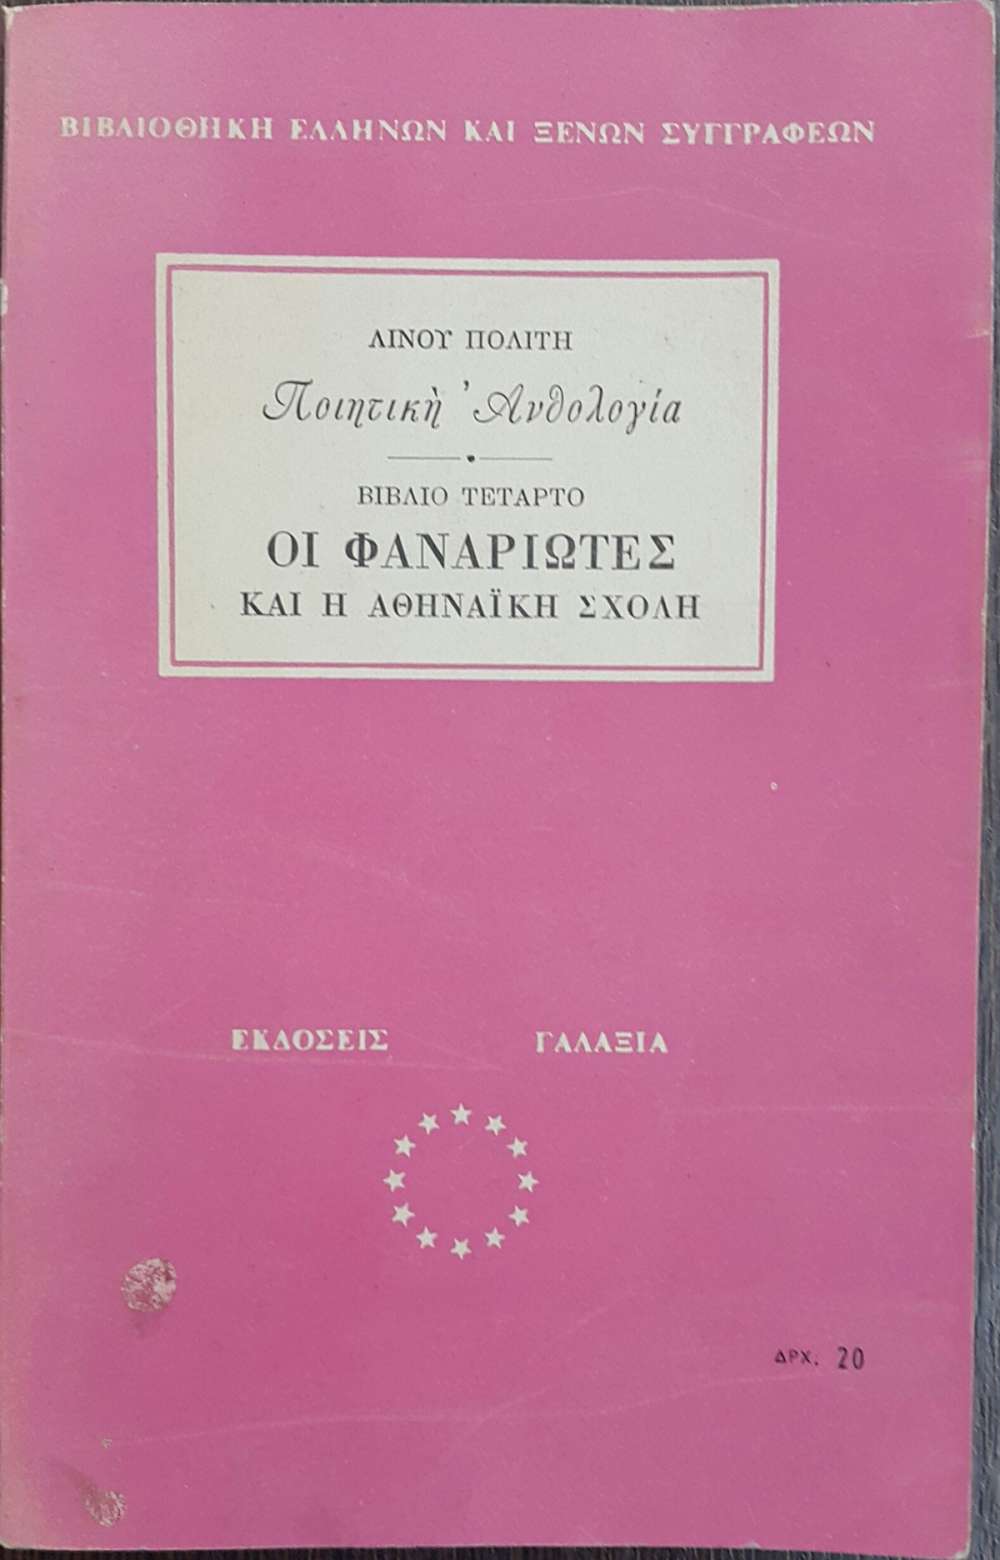 ΒΙΒΛΙΟΘΗΚΗ ΕΛΛΗΝΩΝ ΚΑΙ ΞΕΝΩΝ ΣΥΓΓΡΑΦΕΩΝ
ΛΙΝΟΥ ΠΟΛΙΤΗ
Ποιητικὴ Ἀνθολογία
ΒΙΒΛΙΟ ΤΕΤΑΡΤΟ
ΟΙ ΦΑΝΑΡΙΩΤΕΣ
ΚΑΙ Η ΑΘΗΝΑΪΚΗ ΣΧΟΛΗ
ΕΚΔΟΣΕΙΣ ΓΑΛΑΞΙΑ
ΔΡΧ. 20